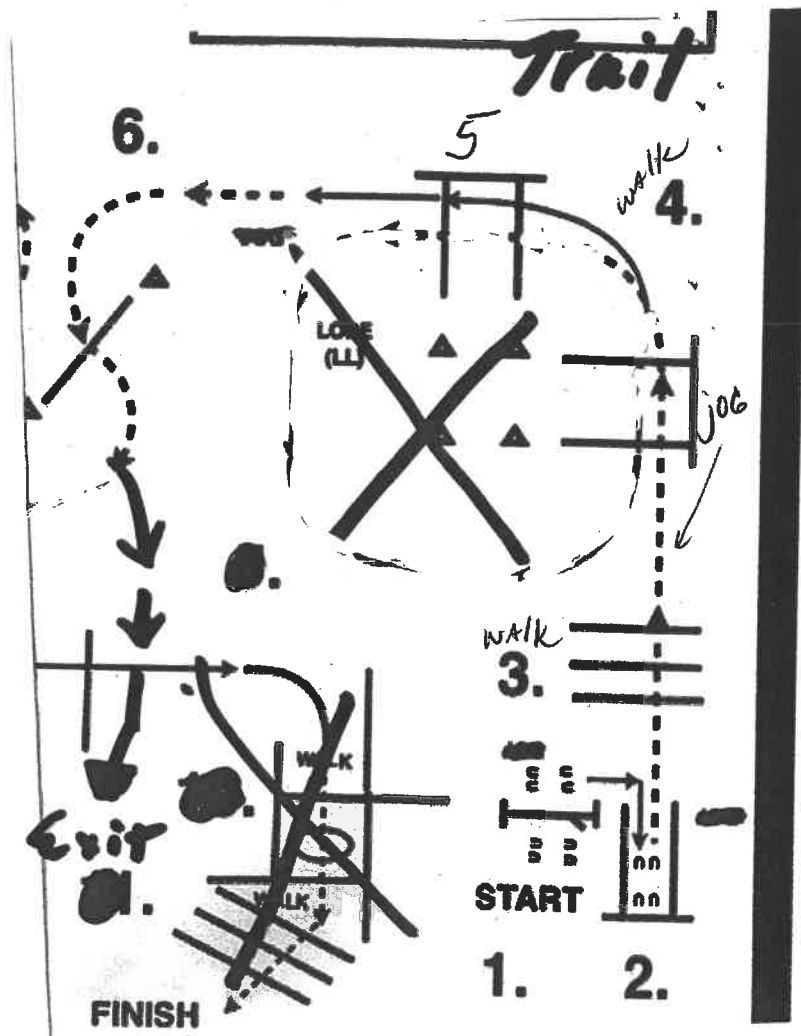 Trail
6.
5
walk
4.
LOPE
(LL)
jog
walk
3.
WALK
Exit
START
WALK
1.
2.
FINISH